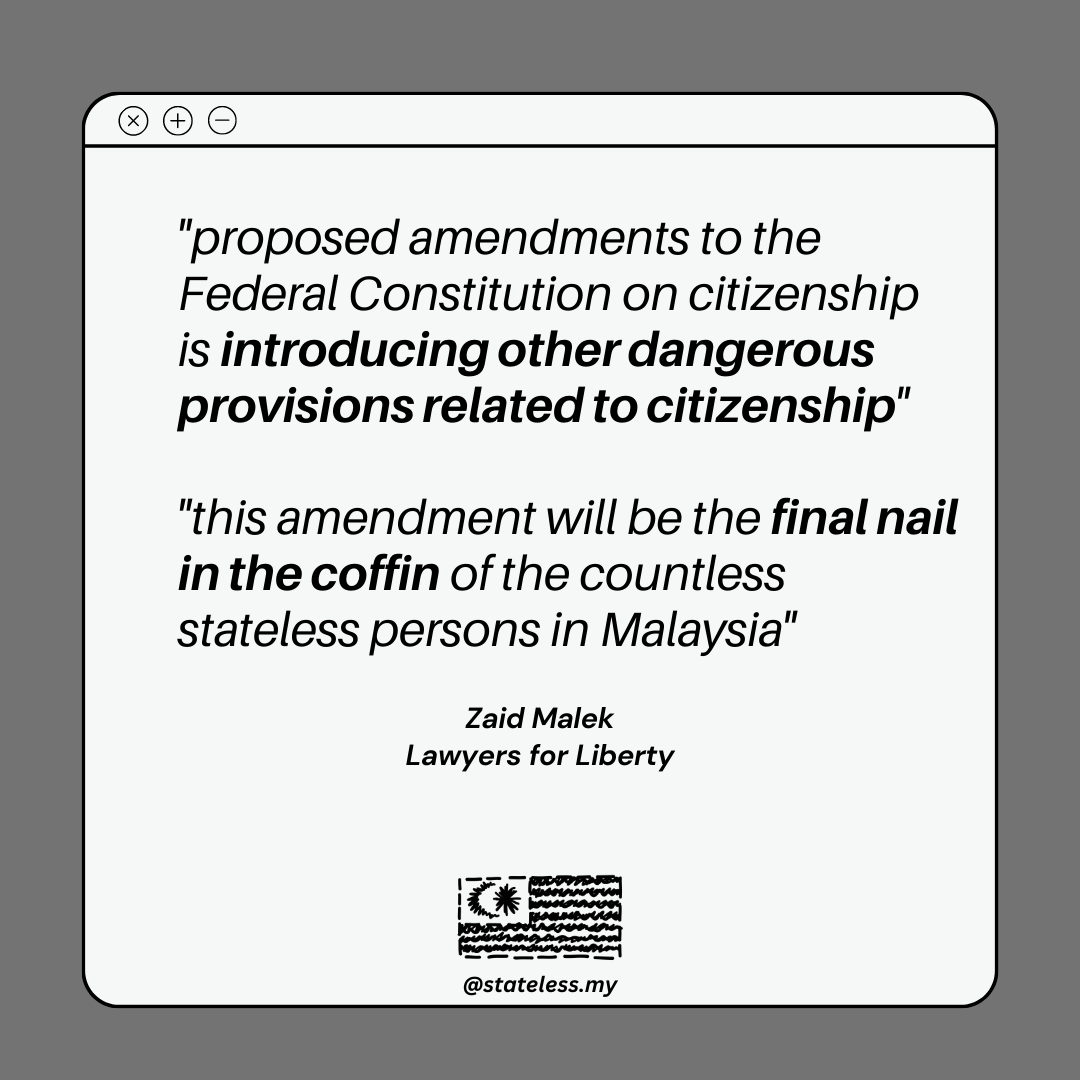 "proposed amendments to the
Federal Constitution on citizenship
is introducing other dangerous
provisions related to citizenship"
"this amendment will be the final nail
in the coffin of the countless
stateless persons in Malaysia"
Zaid Malek
Lawyers for Liberty
@stateless.my